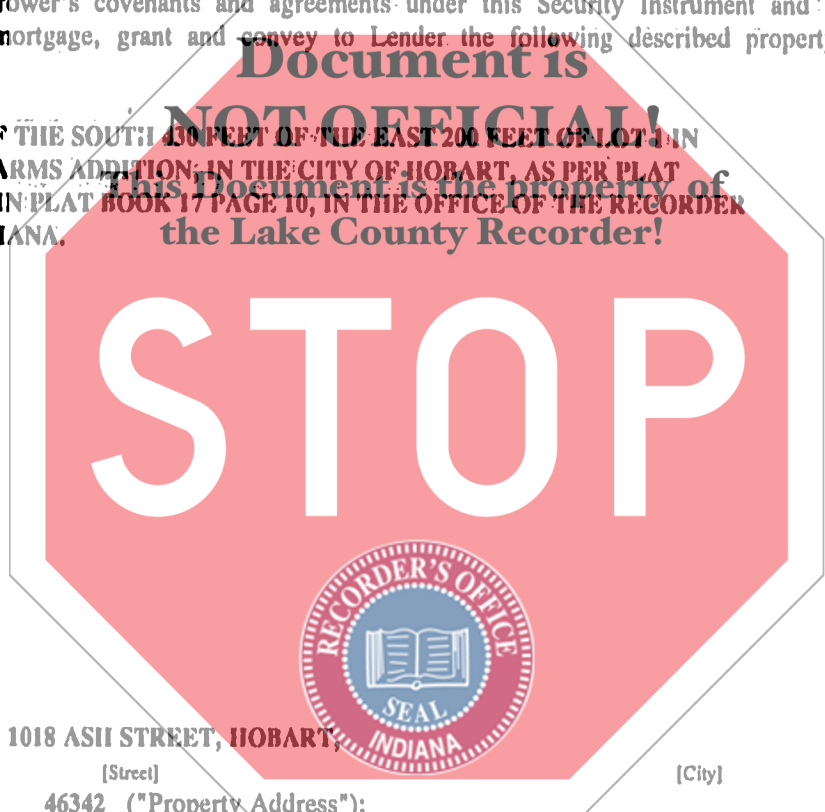 rower's covenants and agreements under this Security Instrument and
mortgage, grant and convey to Lender the following described property
Document is
NOT OFFICIAL!
F THE SOUTH 430 FEET OF THE EAST 200 FEET OF LOT 1 IN
ARMS ADDITION, IN THE CITY OF HOBART, AS PER PLAT
This Document is the property of
IN PLAT BOOK 17 PAGE 10, IN THE OFFICE OF THE RECORDER
the Lake County Recorder!
IANA.
STOP
RECORDER'S OFFICE
SEAL
INDIANA
1018 ASH STREET, HOBART,
[Street] [City]
46342 ("Property Address");